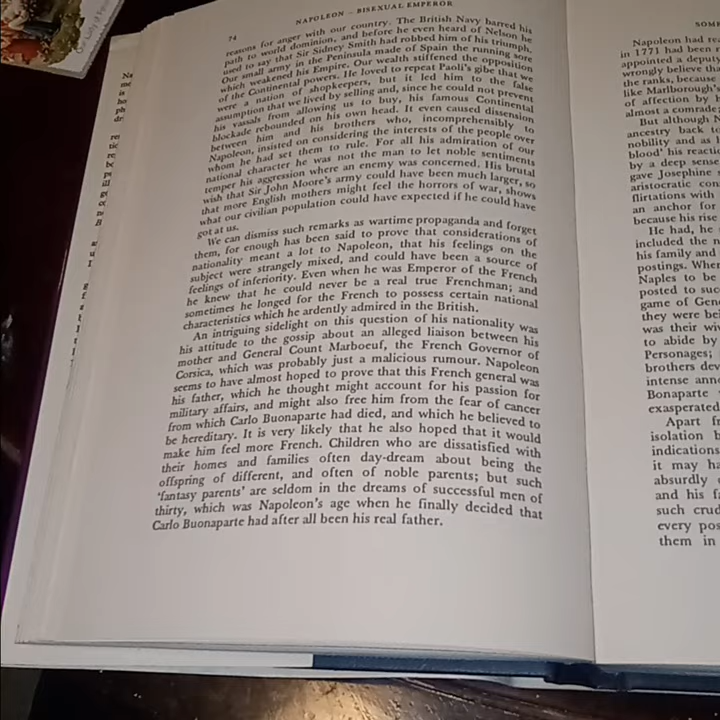 74
NAPOLEON – BISEXUAL EMPEROR
reasons for anger with our country. The British Navy barred his
path to world dominion, and before he even heard of Nelson he
used to say that Sir Sidney Smith had robbed him of his triumph.
Our small army in the Peninsula made of Spain the running sore
which weakened his Empire. Our wealth stiffened the opposition
of the Continental powers. He loved to repeat Paoli's gibe that we
were a nation of shopkeepers, but it led him to the false
assumption that we lived by selling and, since he could not prevent
his vassals from allowing us to buy, his famous Continental
blockade rebounded on his own head. It even caused dissension
between him and his brothers who, incomprehensibly to
Napoleon, insisted on considering the interests of the people over
whom he had set them to rule. For all his admiration of our
national character he was not the man to let noble sentiments
temper his aggression where an enemy was concerned. His brutal
wish that Sir John Moore's army could have been much larger, so
that more English mothers might feel the horrors of war, shows
what our civilian population could have expected if he could have
got at us.
We can dismiss such remarks as wartime propaganda and forget
them, for enough has been said to prove that considerations of
nationality meant a lot to Napoleon, that his feelings on the
subject were strangely mixed, and could have been a source of
feelings of inferiority. Even when he was Emperor of the French
he knew that he could never be a real true Frenchman; and
sometimes he longed for the French to possess certain national
characteristics which he ardently admired in the British.
An intriguing sidelight on this question of his nationality was
his attitude to the gossip about an alleged liaison between his
mother and General Count Marboeuf, the French Governor of
Corsica, which was probably just a malicious rumour. Napoleon
seems to have almost hoped to prove that this French general was
his father, which he thought might account for his passion for
military affairs, and might also free him from the fear of cancer
from which Carlo Buonaparte had died, and which he believed to
be hereditary. It is very likely that he also hoped that it would
make him feel more French. Children who are dissatisfied with
their homes and families often day-dream about being the
offspring of different, and often of noble parents; but such
'fantasy parents' are seldom in the dreams of successful men of
thirty, which was Napoleon's age when he finally decided that
Carlo Buonaparte had after all been his real father.
SOM
Napoleon had re
in 1771 had been
appointed a deputy
wrongly believe tha
the ranks, because
like Marlborough's
of affection by
almost a comrade;
But although N
ancestry back t
nobility and as
blood' his reacti
by a deep sense
gave Josephine
aristocratic con
flirtations with
an anchor for
because his rise
He had, he
included the n
his family and
postings. When
Naples to be
posted to suc
game of Gene
they were bei
was their wi
to abide by
Personages;
brothers dev
intense ann
Bonaparte
exasperated
Apart fr
isolation b
indications
it may ha
absurdly
and his fa
such crud
every pos
them in